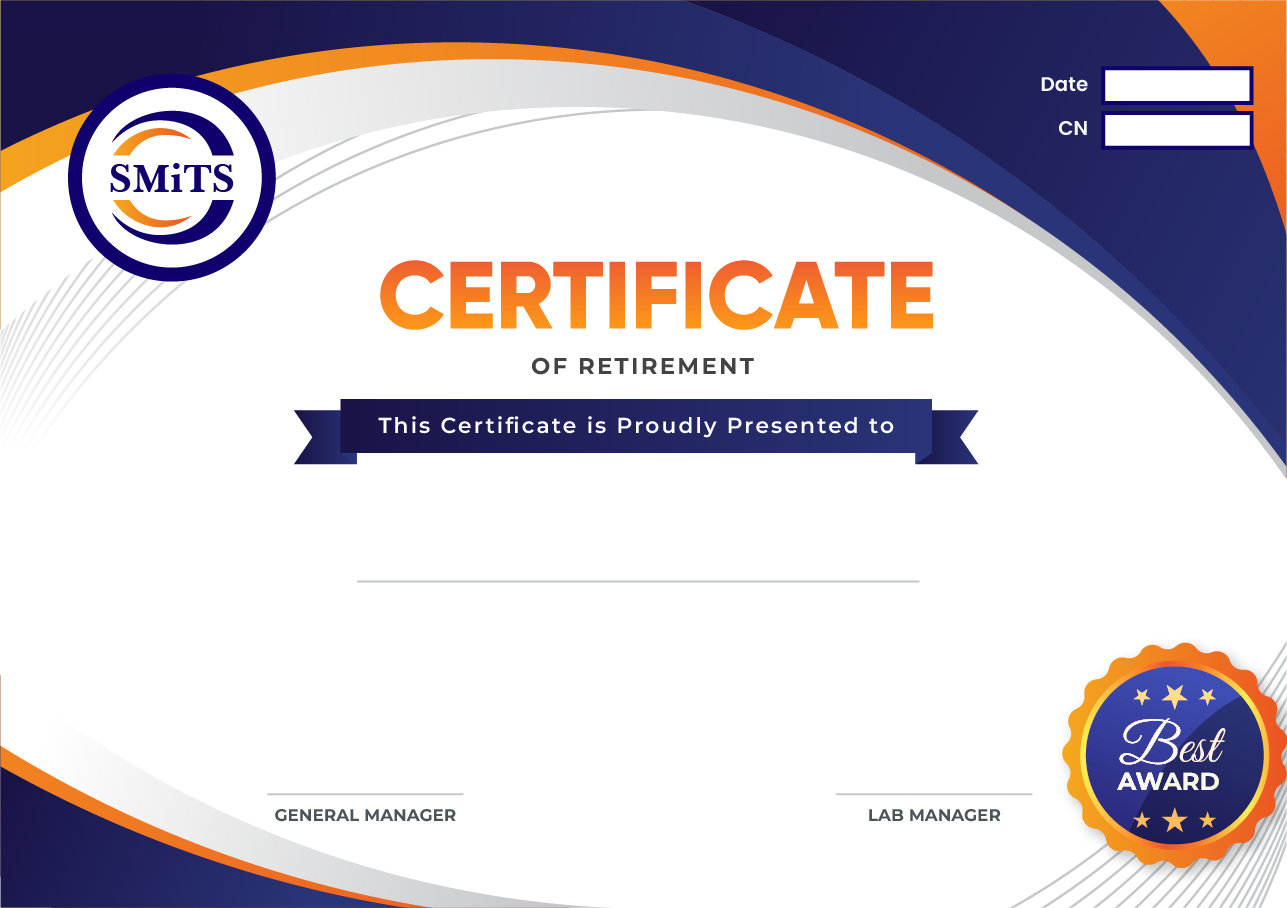 Date
CN
SMiTS
CERTIFICATE
OF RETIREMENT
This Certificate is Proudly Presented to
Best
AWARD
GENERAL MANAGER
LAB MANAGER